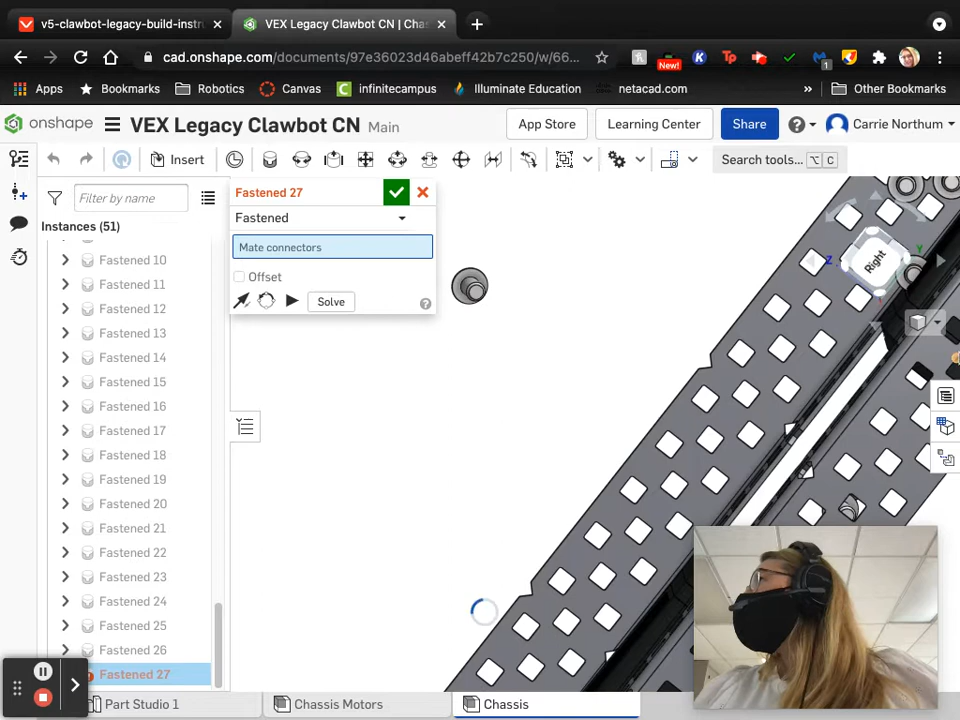 v5-clawbot-legacy-build-instru
VEX Legacy Clawbot CN | Chas
cad.onshape.com/documents/97e36023d46abeff42b7c250/w/66...
New!
K
Tp
1
Apps
Bookmarks
Robotics
Canvas
infinitecampus
Illuminate Education
netacad.com
»
Other Bookmarks
onshape
VEX Legacy Clawbot CN
Main
App Store
Learning Center
Share
Carrie Northum
Insert
Search tools...
C
Filter by name
Instances (51)
Fastened 10
Fastened 11
Fastened 12
Fastened 13
Fastened 14
Fastened 15
Fastened 16
Fastened 17
Fastened 18
Fastened 19
Fastened 20
Fastened 21
Fastened 22
Fastened 23
Fastened 24
Fastened 25
Fastened 26
Fastened 27
Fastened 27
Fastened
Mate connectors
Offset
Solve
Z
Right
Y
Part Studio 1
Chassis Motors
Chassis